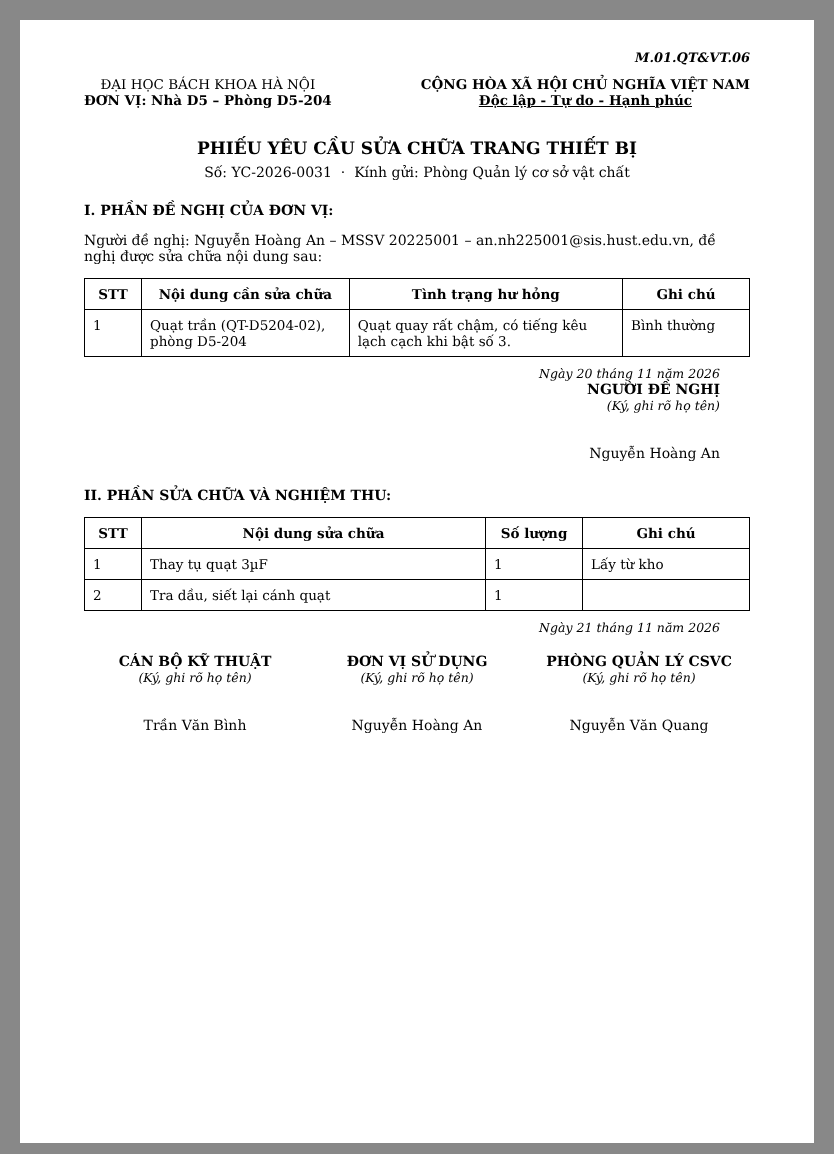 M.01.QT&VT.06
ĐẠI HỌC BÁCH KHOA HÀ NỘI
ĐƠN VỊ: Nhà D5 – Phòng D5-204
CỘNG HÒA XÃ HỘI CHỦ NGHĨA VIỆT NAM
Độc lập - Tự do - Hạnh phúc
PHIẾU YÊU CẦU SỬA CHỮA TRANG THIẾT BỊ
Số: YC-2026-0031 · Kính gửi: Phòng Quản lý cơ sở vật chất
I. PHẦN ĐỀ NGHỊ CỦA ĐƠN VỊ:
Người đề nghị: Nguyễn Hoàng An – MSSV 20225001 – an.nh225001@sis.hust.edu.vn, đề
nghị được sửa chữa nội dung sau:
STT Nội dung cần sửa chữa Tình trạng hư hỏng Ghi chú
1 Quạt trần (QT-D5204-02), Quạt quay rất chậm, có tiếng kêu Bình thường
phòng D5-204 lạch cạch khi bật số 3.
Ngày 20 tháng 11 năm 2026
NGƯỜI ĐỀ NGHỊ
(Ký, ghi rõ họ tên)
Nguyễn Hoàng An
II. PHẦN SỬA CHỮA VÀ NGHIỆM THU:
STT Nội dung sửa chữa Số lượng Ghi chú
1 Thay tụ quạt 3µF 1 Lấy từ kho
2 Tra dầu, siết lại cánh quạt 1
Ngày 21 tháng 11 năm 2026
CÁN BỘ KỸ THUẬT ĐƠN VỊ SỬ DỤNG PHÒNG QUẢN LÝ CSVC
(Ký, ghi rõ họ tên) (Ký, ghi rõ họ tên) (Ký, ghi rõ họ tên)
Trần Văn Bình Nguyễn Hoàng An Nguyễn Văn Quang